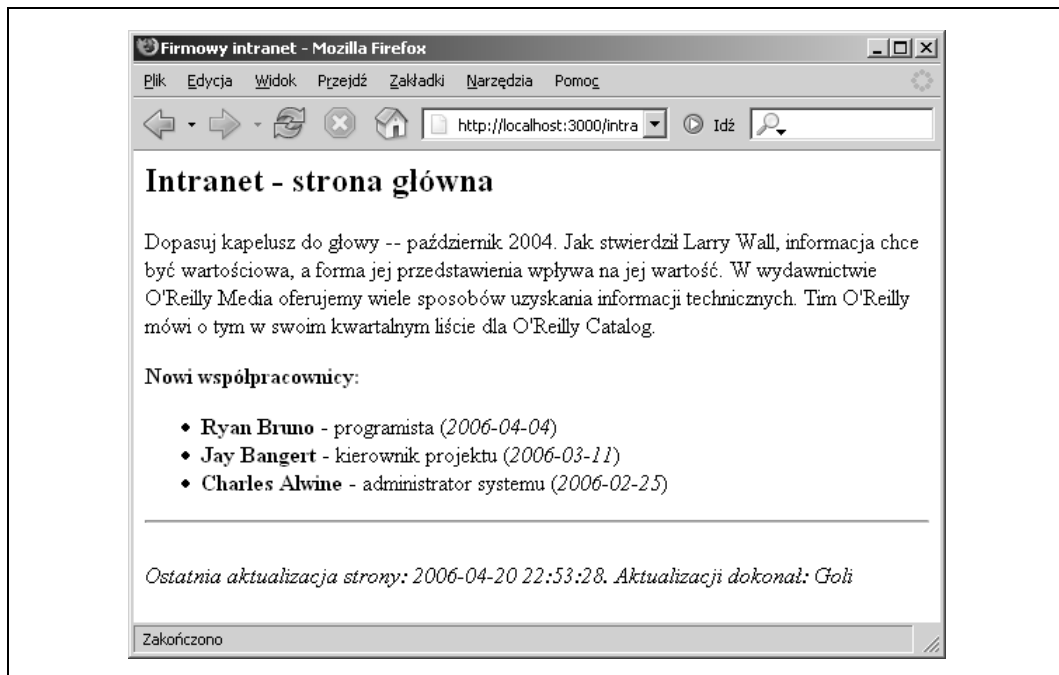 Firmowy intranet - Mozilla Firefox
Plik Edycja Widok Przejdź Zakładki Narzędzia Pomoc
http://localhost:3000/intra Idź
Intranet - strona główna
Dopasuj kapelusz do głowy -- październik 2004. Jak stwierdził Larry Wall, informacja chce
być wartościowa, a forma jej przedstawienia wpływa na jej wartość. W wydawnictwie
O'Reilly Media oferujemy wiele sposobów uzyskania informacji technicznych. Tim O'Reilly
mówi o tym w swoim kwartalnym liście dla O'Reilly Catalog.
Nowi współpracownicy:
• Ryan Bruno - programista (2006-04-04)
• Jay Bangert - kierownik projektu (2006-03-11)
• Charles Alwine - administrator systemu (2006-02-25)
Ostatnia aktualizacja strony: 2006-04-20 22:53:28. Aktualizacji dokonał: Goli
Zakończono